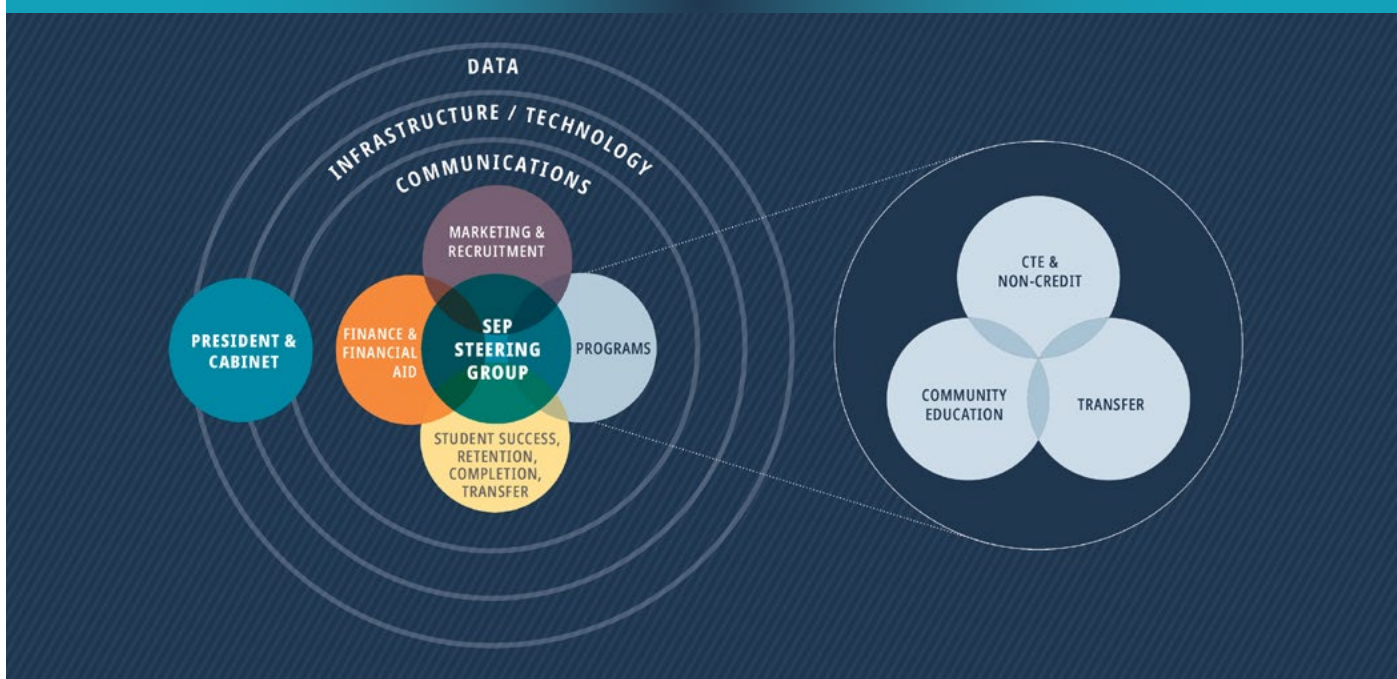 DATA
INFRASTRUCTURE / TECHNOLOGY
COMMUNICATIONS
MARKETING &
RECRUITMENT
PRESIDENT &
CABINET
FINANCE &
FINANCIAL
AID
SEP
STEERING
GROUP
PROGRAMS
STUDENT SUCCESS,
RETENTION,
COMPLETION,
TRANSFER
CTE &
NON-CREDIT
COMMUNITY
EDUCATION
TRANSFER